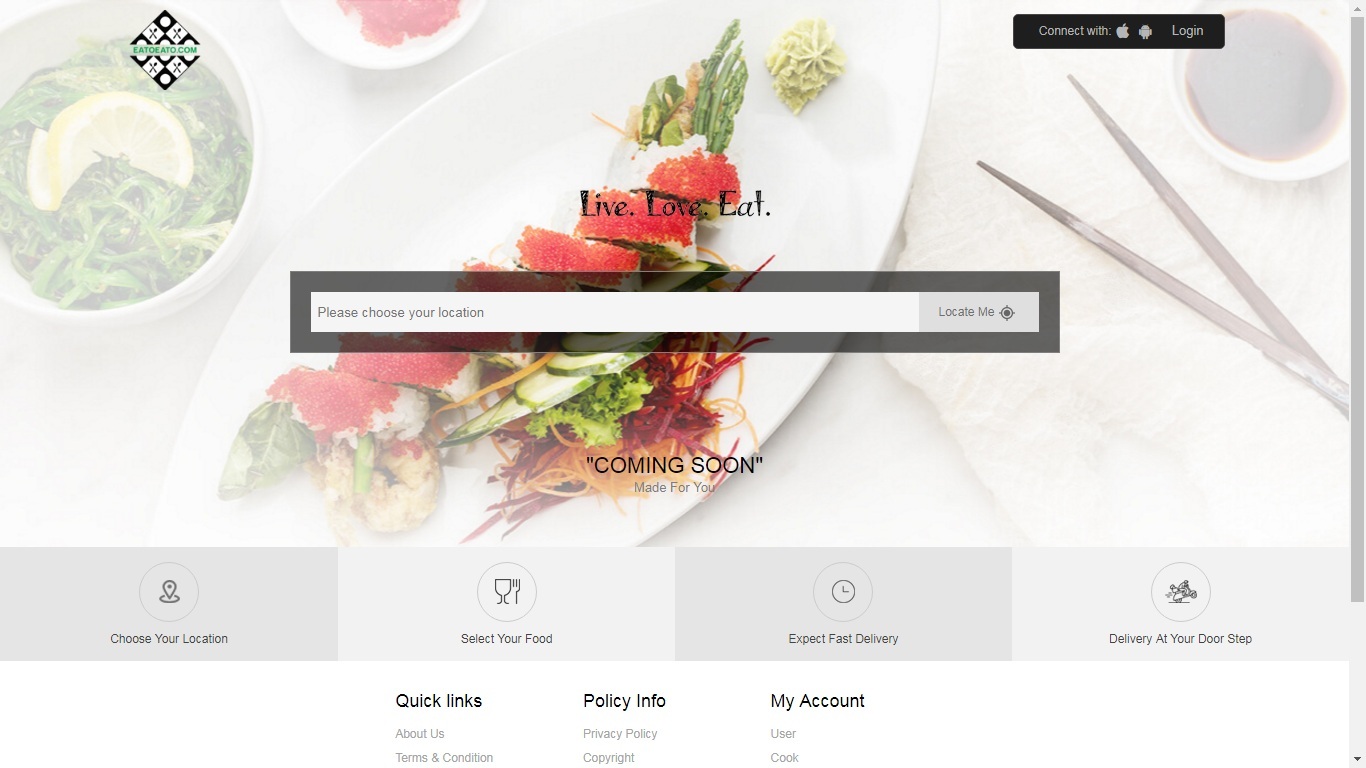 EATOEATO.COM
Connect with: Login
Live. Love. Eat.
Please choose your location
Locate Me
"COMING SOON"
Made For You
Choose Your Location
Select Your Food
Expect Fast Delivery
Delivery At Your Door Step
Quick links
Policy Info
My Account
About Us
Privacy Policy
User
Terms & Condition
Copyright
Cook